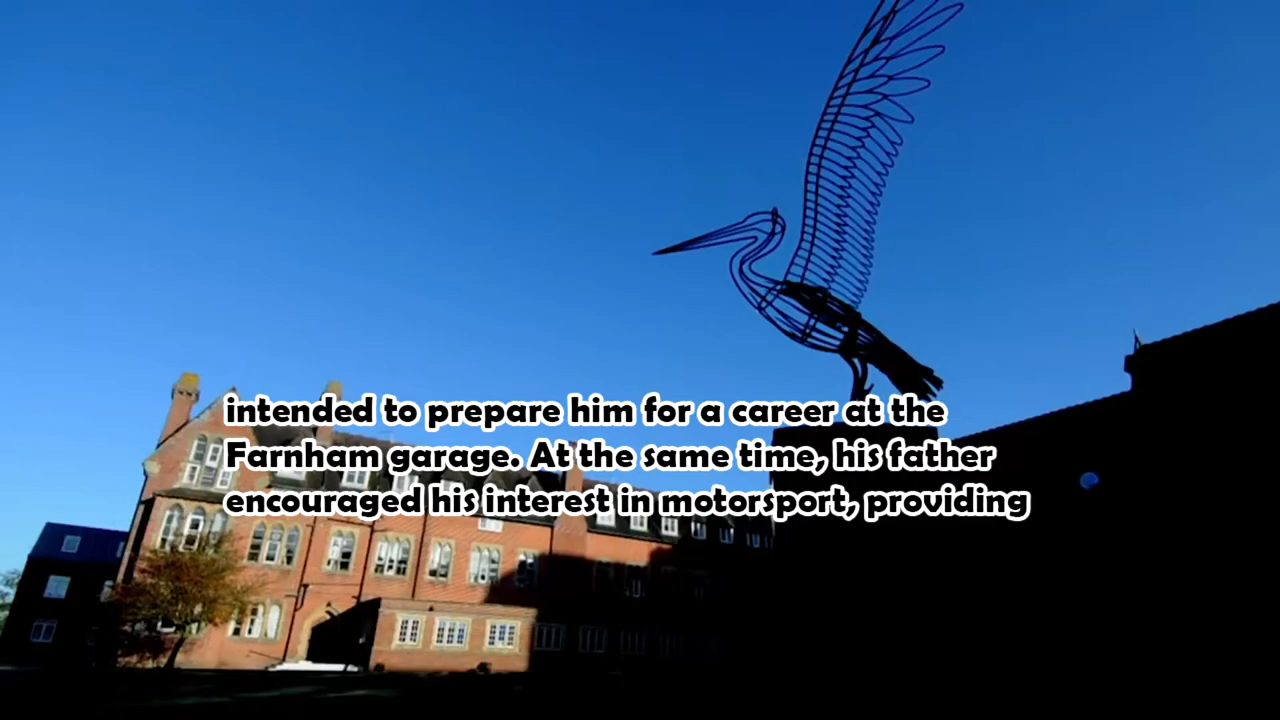 intended to prepare him for a career at the
Farnham garage. At the same time, his father
encouraged his interest in motorsport, providing